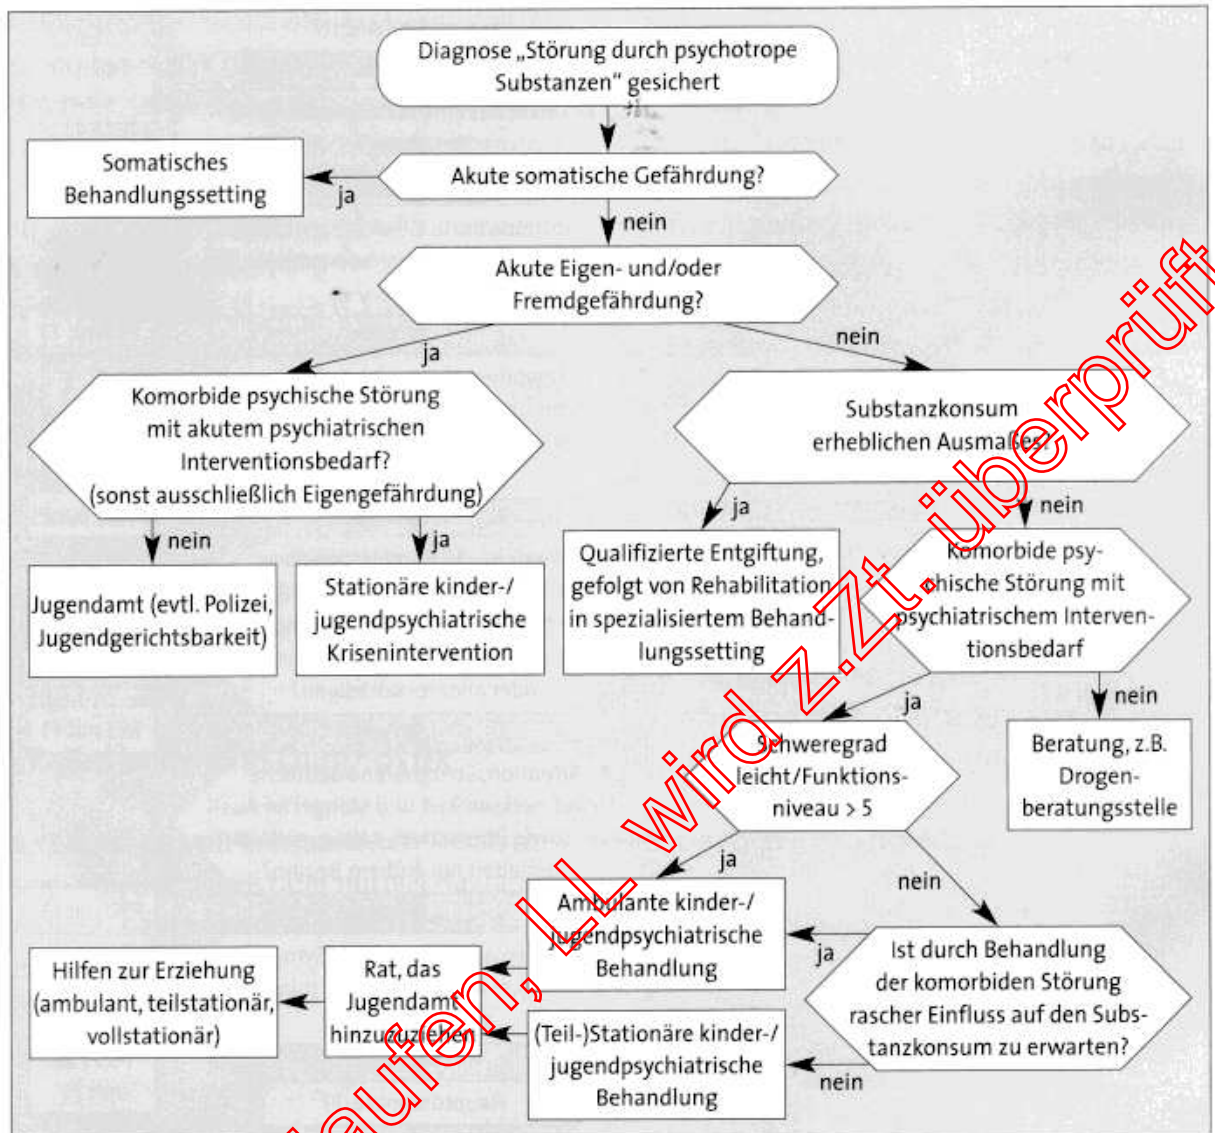 Diagnose „Störung durch psychotrope
Substanzen“ gesichert
Somatisches
Behandlungssetting
ja
Akute somatische Gefährdung?
nein
Akute Eigen- und/oder
Fremdgefährdung?
ja
nein
Komorbide psychische Störung
mit akutem psychiatrischen
Interventionsbedarf?
(sonst ausschließlich Eigengefährdung)
Substanzkonsum
erheblichen Ausmaßes?
nein
ja
ja
nein
Jugendamt (evtl. Polizei,
Jugendgerichtsbarkeit)
Stationäre kinder-/
jugendpsychiatrische
Krisenintervention
Qualifizierte Entgiftung,
gefolgt von Rehabilitation
in spezialisiertem Behand-
lungssetting
Komorbide psy-
chische Störung mit
psychiatrischem Interven-
tionsbedarf
ja
nein
Schweregrad
leicht/Funktions-
niveau > 5
Beratung, z.B.
Drogen-
beratungsstelle
ja
nein
Ambulante kinder-/
jugendpsychiatrische
Behandlung
ja
Ist durch Behandlung
der komorbiden Störung
rascher Einfluss auf den Subs-
tanzkonsum zu erwarten?
nein
Hilfen zur Erziehung
(ambulant, teilstationär,
vollstationär)
Rat, das
Jugendamt
hinzuzuziehen
(Teil-)Stationäre kinder-/
jugendpsychiatrische
Behandlung
laufen, LL wird z.Zt. überprüft